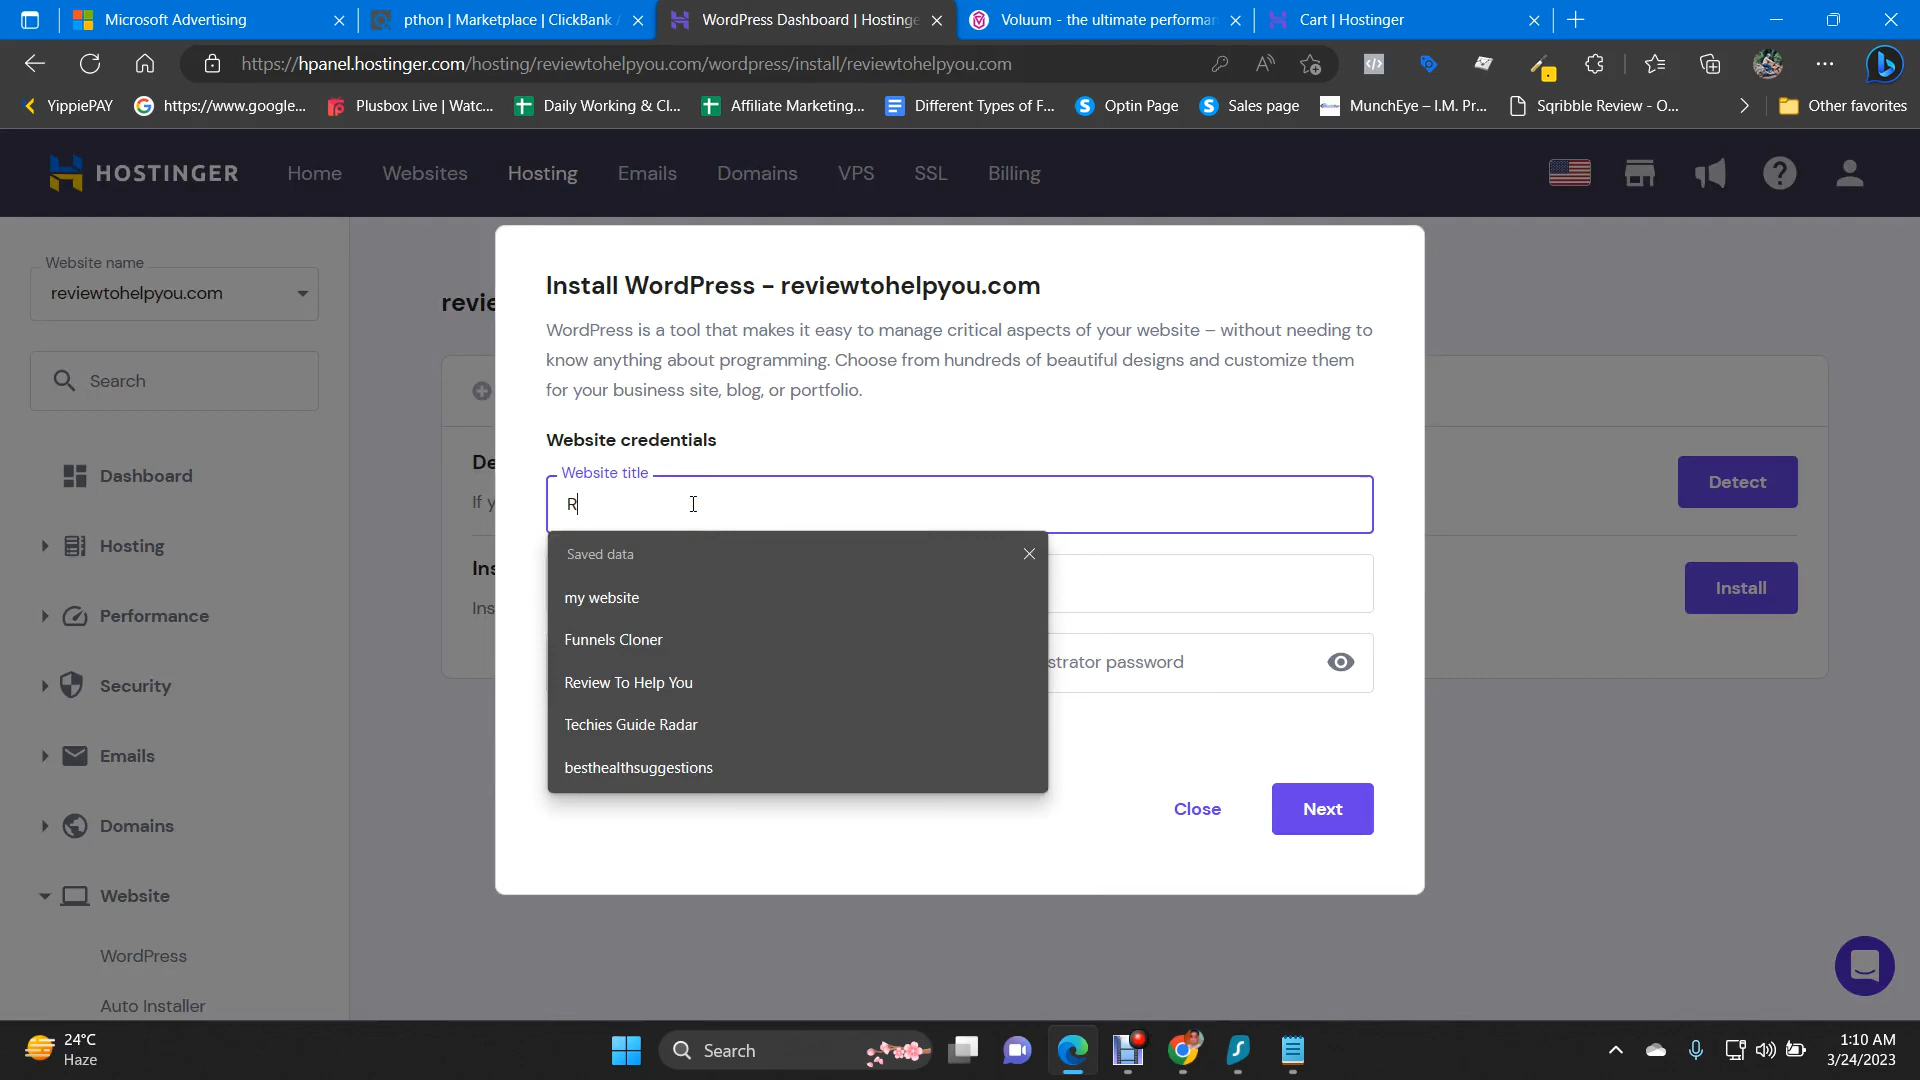 Microsoft Advertising
pthon | Marketplace | ClickBank A
WordPress Dashboard | Hostinge
Voluum - the ultimate performan
Cart | Hostinger
https://hpanel.hostinger.com/hosting/reviewtohelpyou.com/wordpress/install/reviewtohelpyou.com
YippiePAY
https://www.google...
Plusbox Live | Watc...
Daily Working & Cl...
Affiliate Marketing...
Different Types of F...
Optin Page
Sales page
MunchEye – I.M. Pr...
Sqribble Review - O...
Other favorites
HOSTINGER
Home
Websites
Hosting
Emails
Domains
VPS
SSL
Billing
Website name
reviewtohelpyou.com
Search
Dashboard
Hosting
Performance
Security
Emails
Domains
Website
WordPress
Auto Installer
revie
De
If y
Ins
Ins
Detect
Install
Install WordPress - reviewtohelpyou.com
WordPress is a tool that makes it easy to manage critical aspects of your website – without needing to
know anything about programming. Choose from hundreds of beautiful designs and customize them
for your business site, blog, or portfolio.
Website credentials
Website title
R
Saved data
my website
Funnels Cloner
Review To Help You
Techies Guide Radar
besthealthsuggestions
strator password
Close
Next
24°C
Haze
Search
1:10 AM
3/24/2023